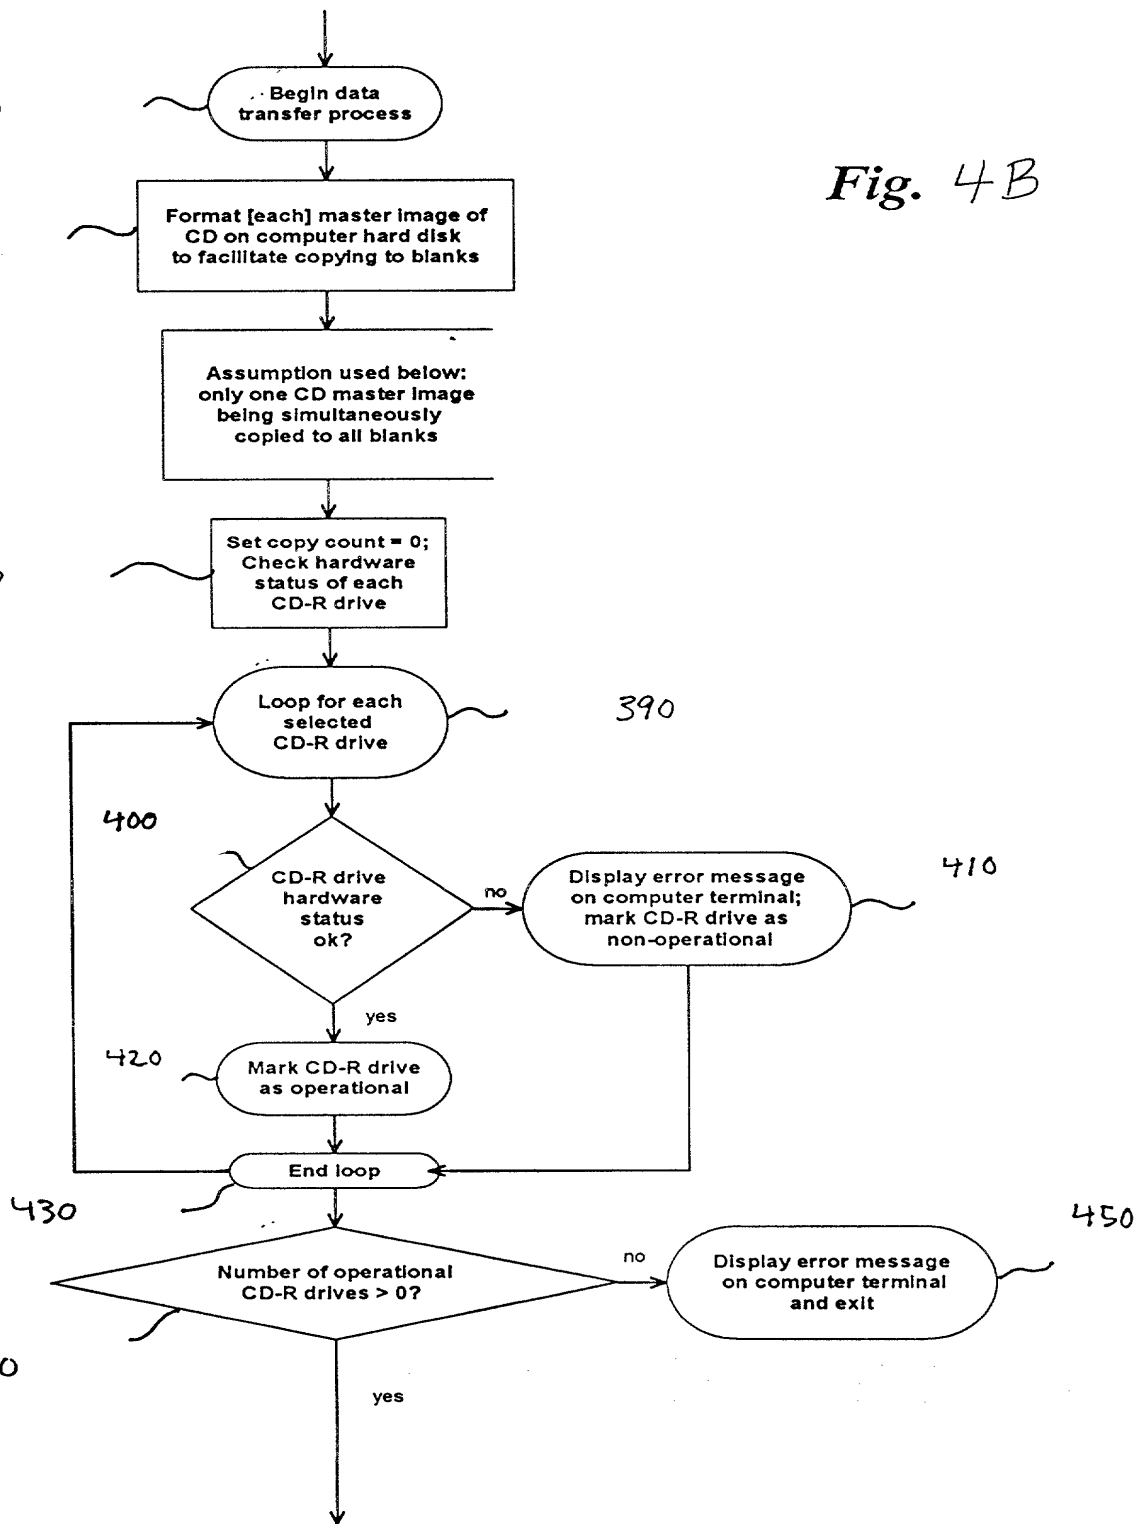 Begin data
transfer process
Fig. 4B
Format [each] master image of
CD on computer hard disk
to facilitate copying to blanks
Assumption used below:
only one CD master image
being simultaneously
copied to all blanks
Set copy count = 0;
Check hardware
status of each
CD-R drive
Loop for each
selected
CD-R drive
390
400
CD-R drive
hardware
status
ok?
no
Display error message
on computer terminal;
mark CD-R drive as
non-operational
410
yes
420
Mark CD-R drive
as operational
End loop
430
Number of operational
CD-R drives > 0?
no
Display error message
on computer terminal
and exit
450
yes